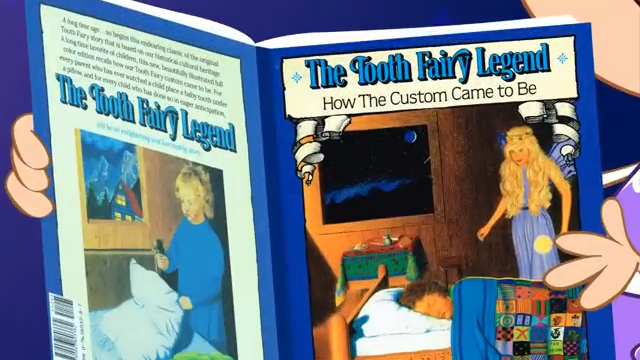 A long time ago... so begins this endearing classic of the original
Tooth Fairy story that is based on our historical cultural heritage
A long time favorite of children, this new, beautifully illustrated full
color edition recalls how our Tooth Fairy custom came to be. For
every parent who has ever watched a child place a baby tooth under
a pillow, and for every child who has done so in eager anticipation,
The Tooth Fairy Legend
will be an enlightening and heartwarming story.
The Tooth Fairy Legend
How The Custom Came to Be